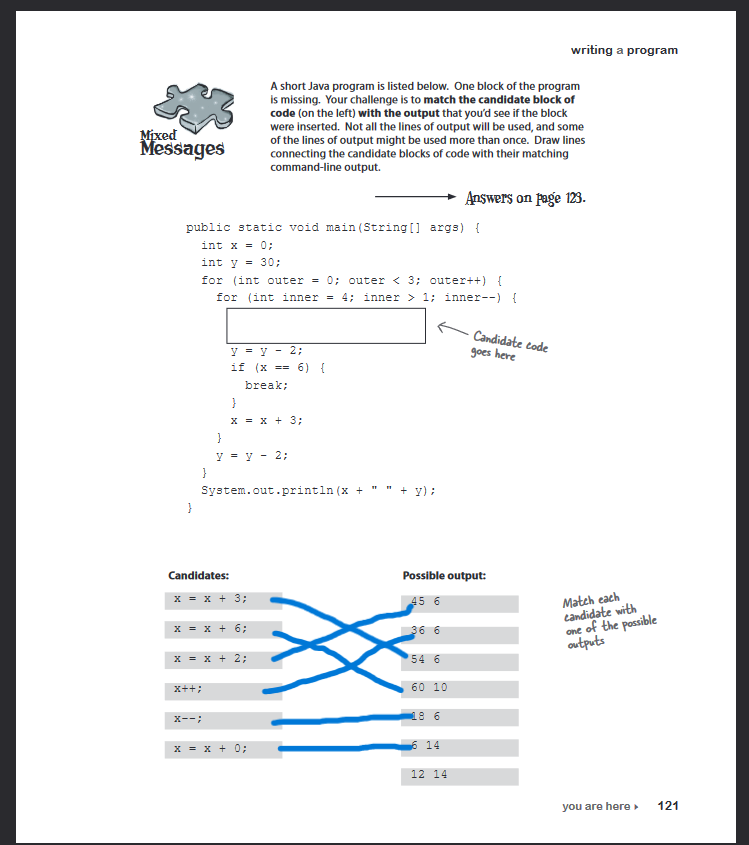 writing a program
A short Java program is listed below. One block of the program
is missing. Your challenge is to match the candidate block of
code (on the left) with the output that you'd see if the block
were inserted. Not all the lines of output will be used, and some
of the lines of output might be used more than once. Draw lines
connecting the candidate blocks of code with their matching
command-line output.
Mixed
Messages
Answers on page 123.
public static void main(String[] args) {
int x = 0;
int y = 30;
for (int outer = 0; outer < 3; outer++) {
for (int inner = 4; inner > 1; inner--) {
Candidate code
goes here
y = y - 2;
if (x == 6) {
break;
}
x = x + 3;
}
y = y - 2;
}
System.out.println(x + " " + y);
}
Candidates:
x = x + 3;
x = x + 6;
x = x + 2;
x++;
x--;
x = x + 0;
Possible output:
45 6
36 6
54 6
60 10
18 6
6 14
12 14
Match each
candidate with
one of the possible
outputs
you are here ▸ 121